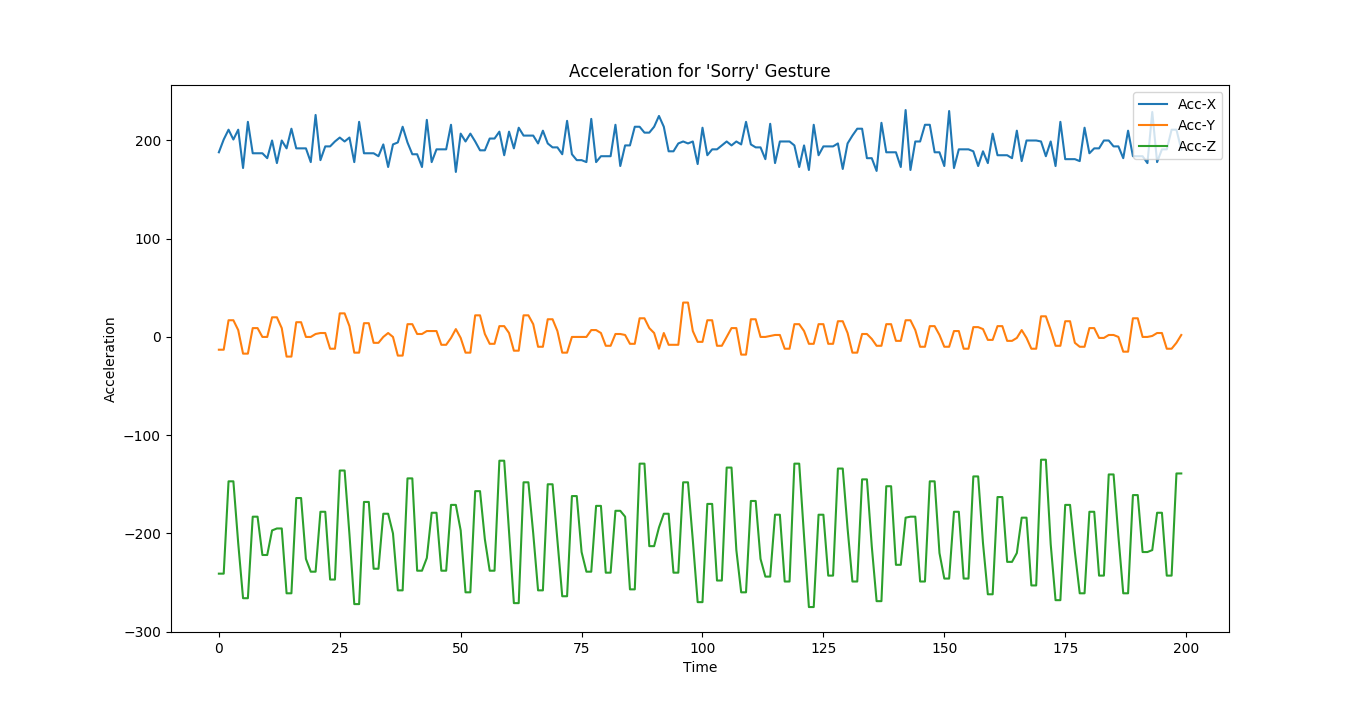 Acceleration for 'Sorry' Gesture
Acc-X
Acc-Y
Acc-Z
200
100
0
−100
−200
−300
Acceleration
0 25 50 75 100 125 150 175 200
Time